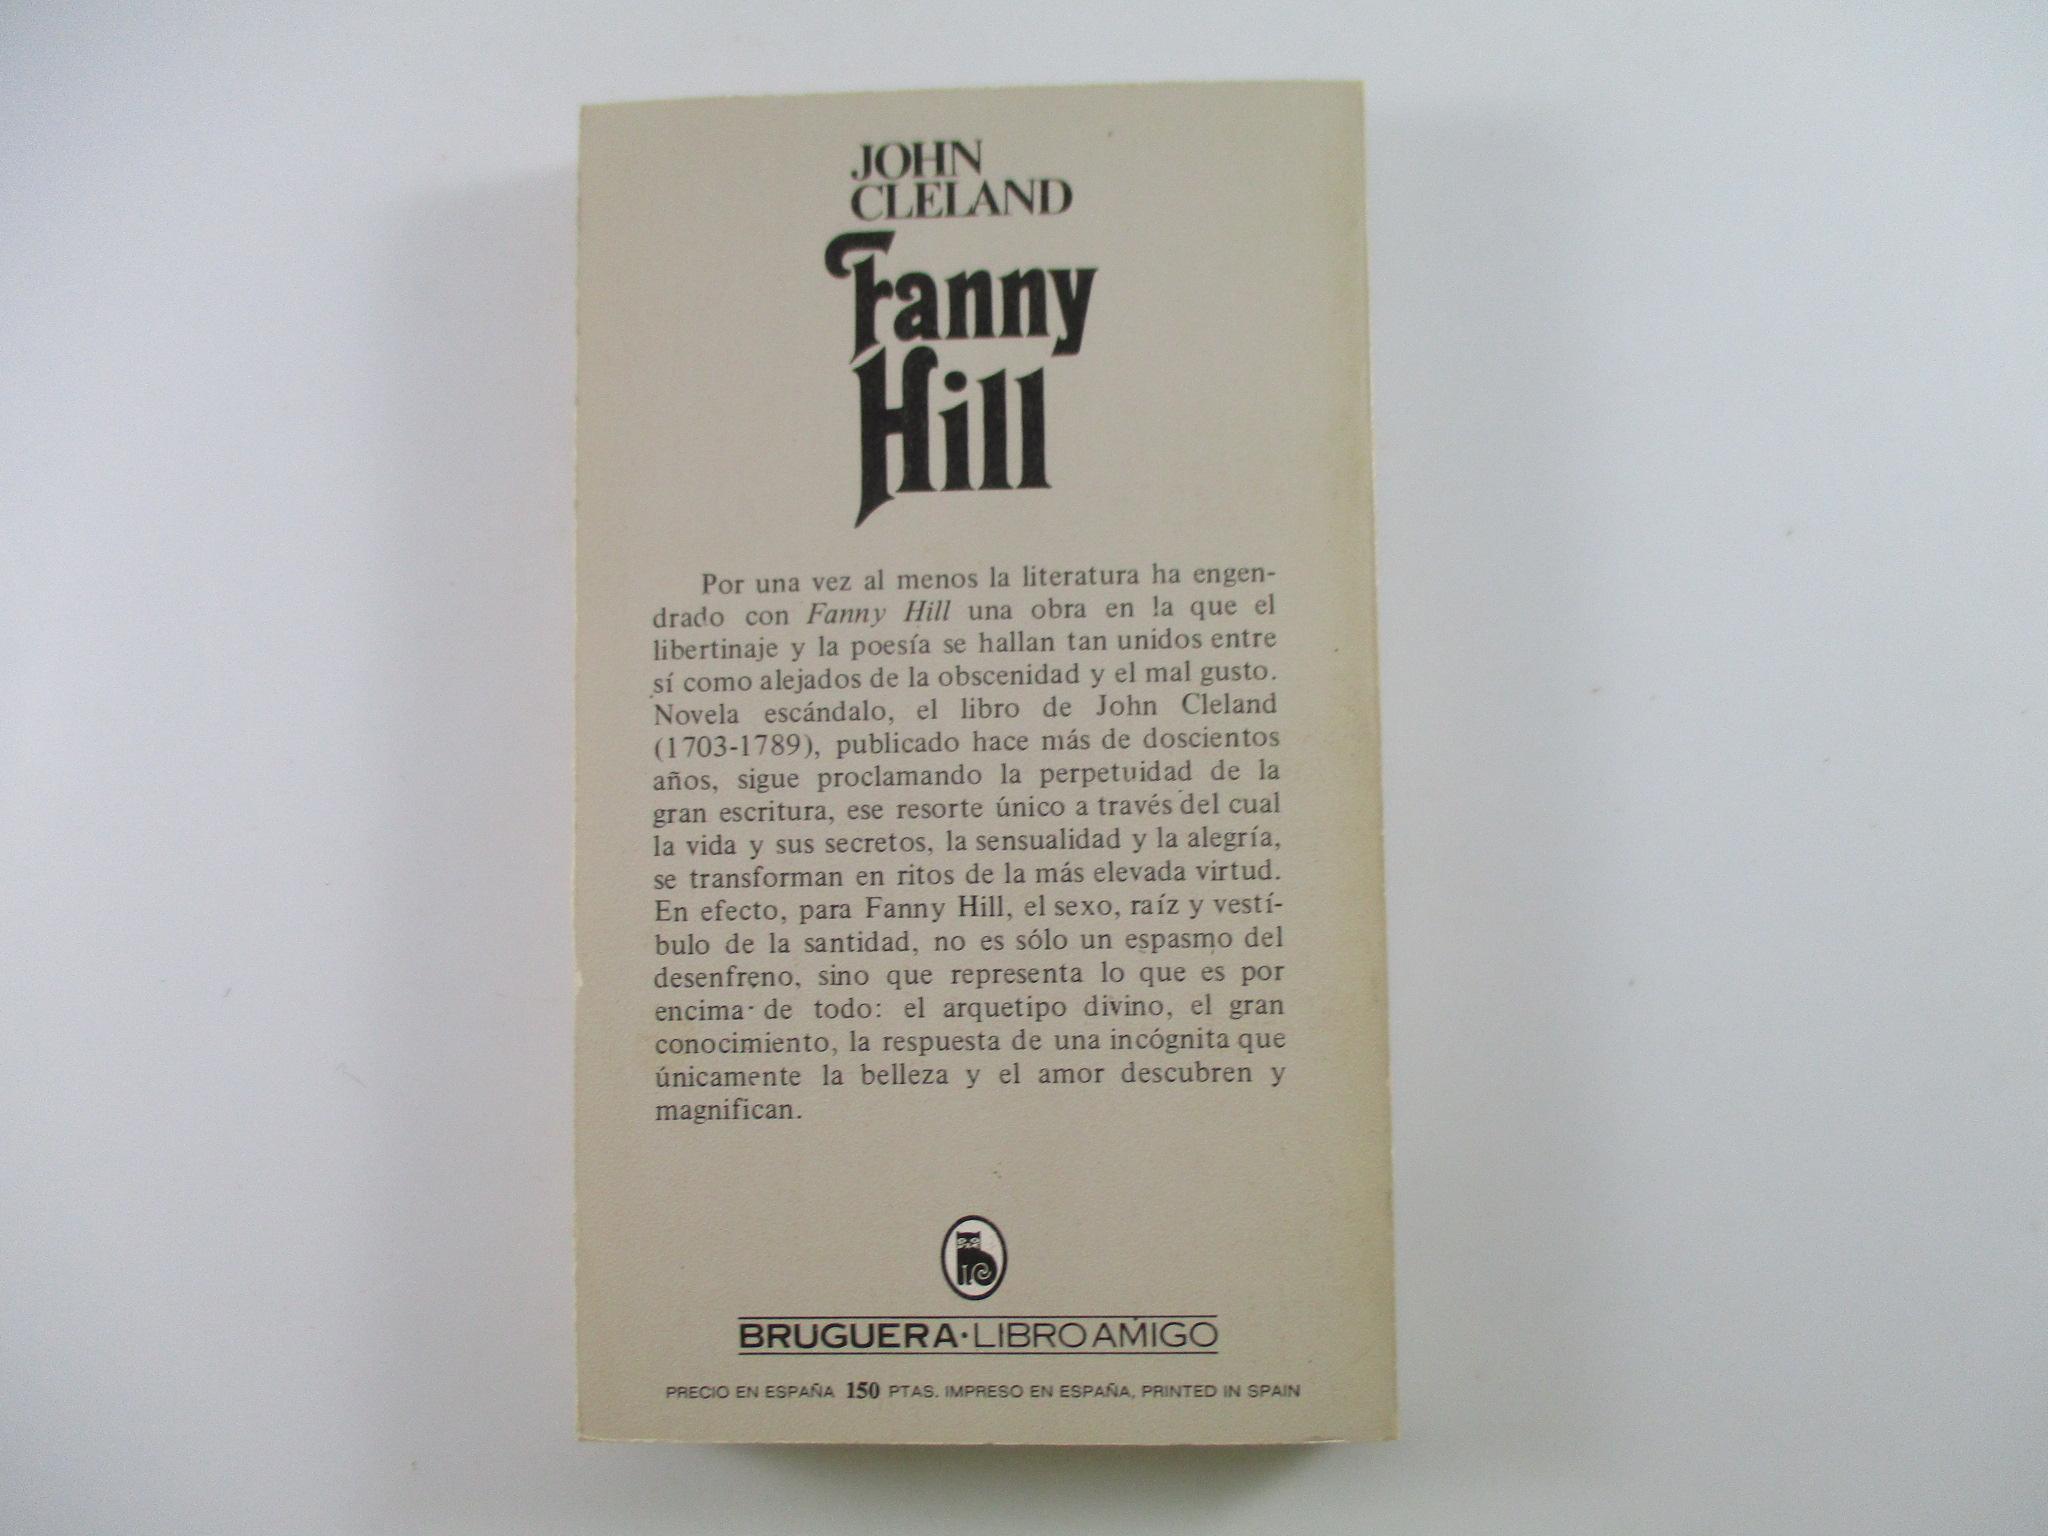 JOHN
CLELAND
Fanny
Hill
Por una vez al menos la literatura ha engen-
drado con Fanny Hill una obra en la que el
libertinaje y la poesía se hallan tan unidos entre
sí como alejados de la obscenidad y el mal gusto.
Novela escándalo, el libro de John Cleland
(1703-1789), publicado hace más de doscientos
años, sigue proclamando la perpetuidad de la
gran escritura, ese resorte único a través del cual
la vida y sus secretos, la sensualidad y la alegría,
se transforman en ritos de la más elevada virtud.
En efecto, para Fanny Hill, el sexo, raíz y vestí-
bulo de la santidad, no es sólo un espasmo del
desenfreno, sino que representa lo que es por
encima de todo: el arquetipo divino, el gran
conocimiento, la respuesta de una incógnita que
únicamente la belleza y el amor descubren y
magnifican.
BRUGUERA·LIBRO AMIGO
PRECIO EN ESPAÑA 150 PTAS. IMPRESO EN ESPAÑA, PRINTED IN SPAIN